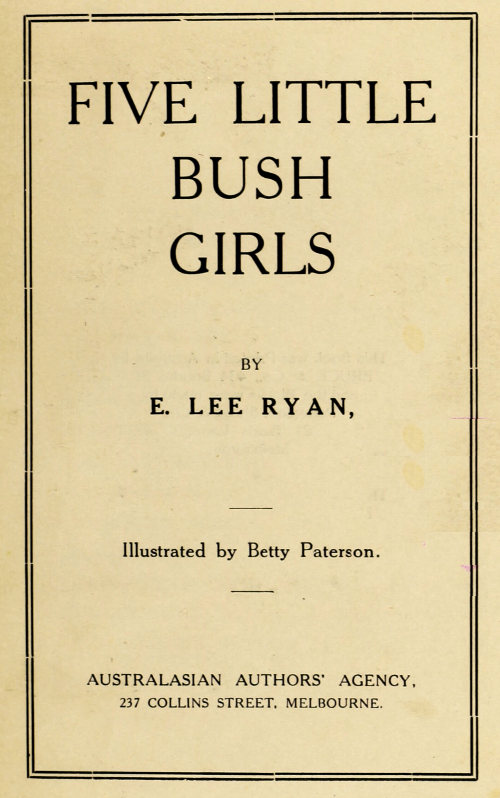 FIVE LITTLE
BUSH
GIRLS
BY
E. LEE RYAN,
Illustrated by Betty Paterson.
AUSTRALASIAN AUTHORS' AGENCY,
237 COLLINS STREET, MELBOURNE.